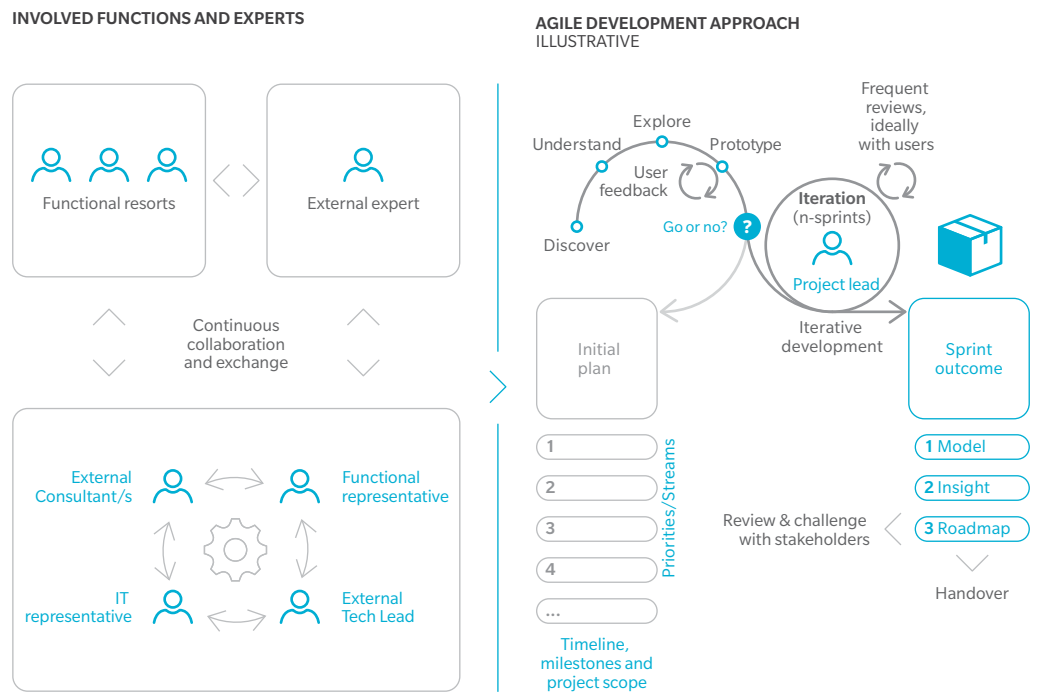 INVOLVED FUNCTIONS AND EXPERTS
Functional resorts
External expert
Continuous
collaboration
and exchange
External
Consultant/s
Functional
representative
IT
representative
External
Tech Lead
AGILE DEVELOPMENT APPROACH
ILLUSTRATIVE
Discover
Understand
Explore
Prototype
User
feedback
Go or no?
?
Frequent
reviews,
ideally
with users
Iteration
(n-sprints)
Project lead
Iterative
development
Initial
plan
1
2
3
4
...
Priorities/Streams
Timeline,
milestones and
project scope
Sprint
outcome
1 Model
2 Insight
3 Roadmap
Review & challenge
with stakeholders
Handover